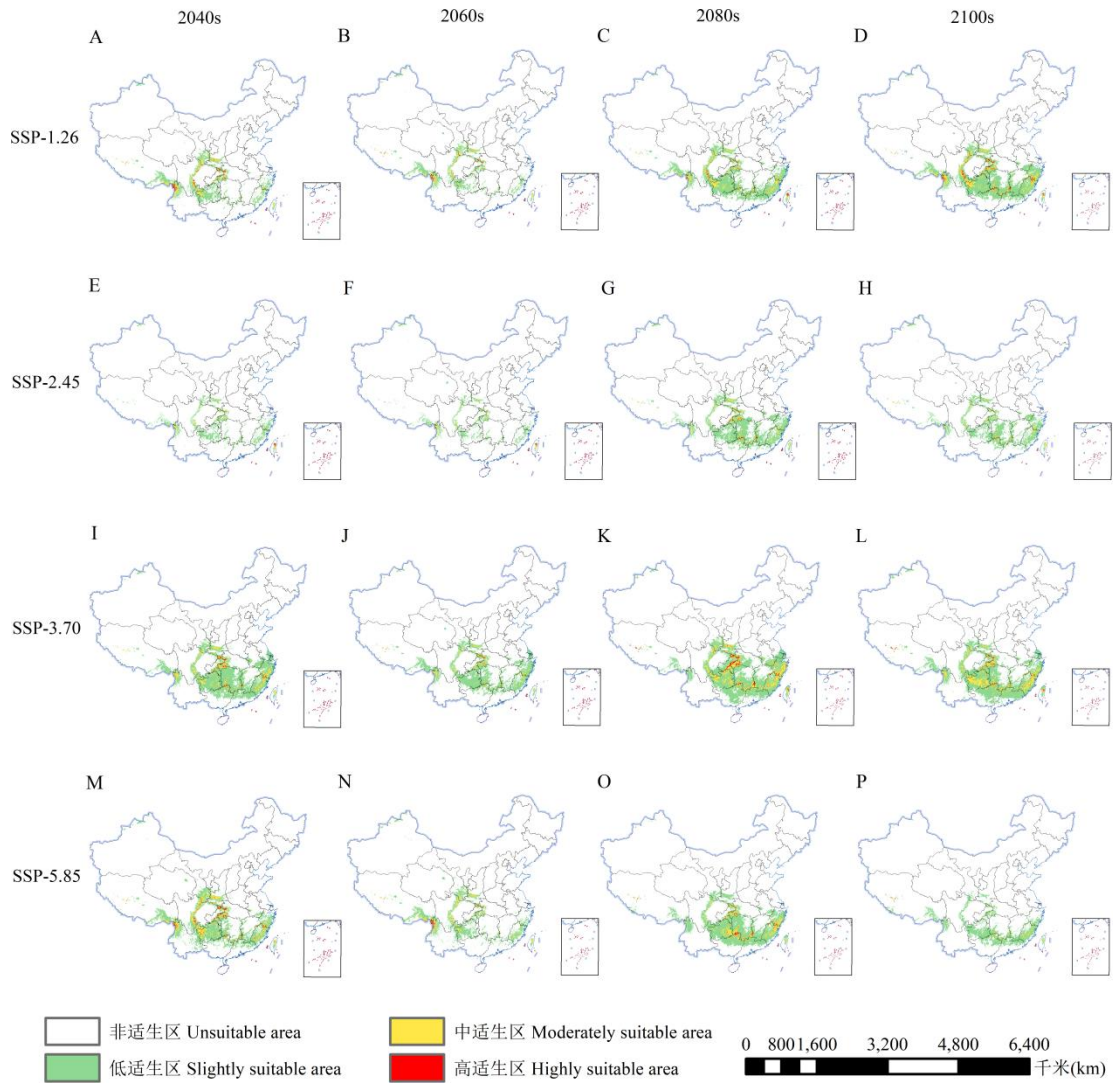 2040s 2060s 2080s 2100s
A B C D
SSP-1.26
E F G H
SSP-2.45
I J K L
SSP-3.70
M N O P
SSP-5.85
非适生区 Unsuitable area 中适生区 Moderately suitable area
低适生区 Slightly suitable area 高适生区 Highly suitable area
0 800 1,600 3,200 4,800 6,400
千米(km)